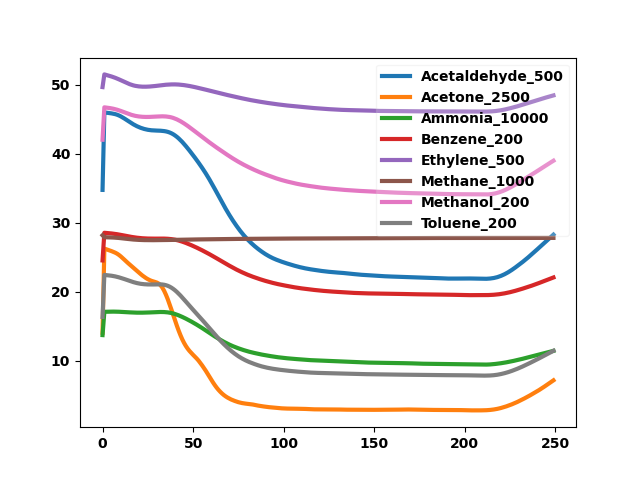 50
40
30
20
10
0 50 100 150 200 250
Acetaldehyde_500
Acetone_2500
Ammonia_10000
Benzene_200
Ethylene_500
Methane_1000
Methanol_200
Toluene_200